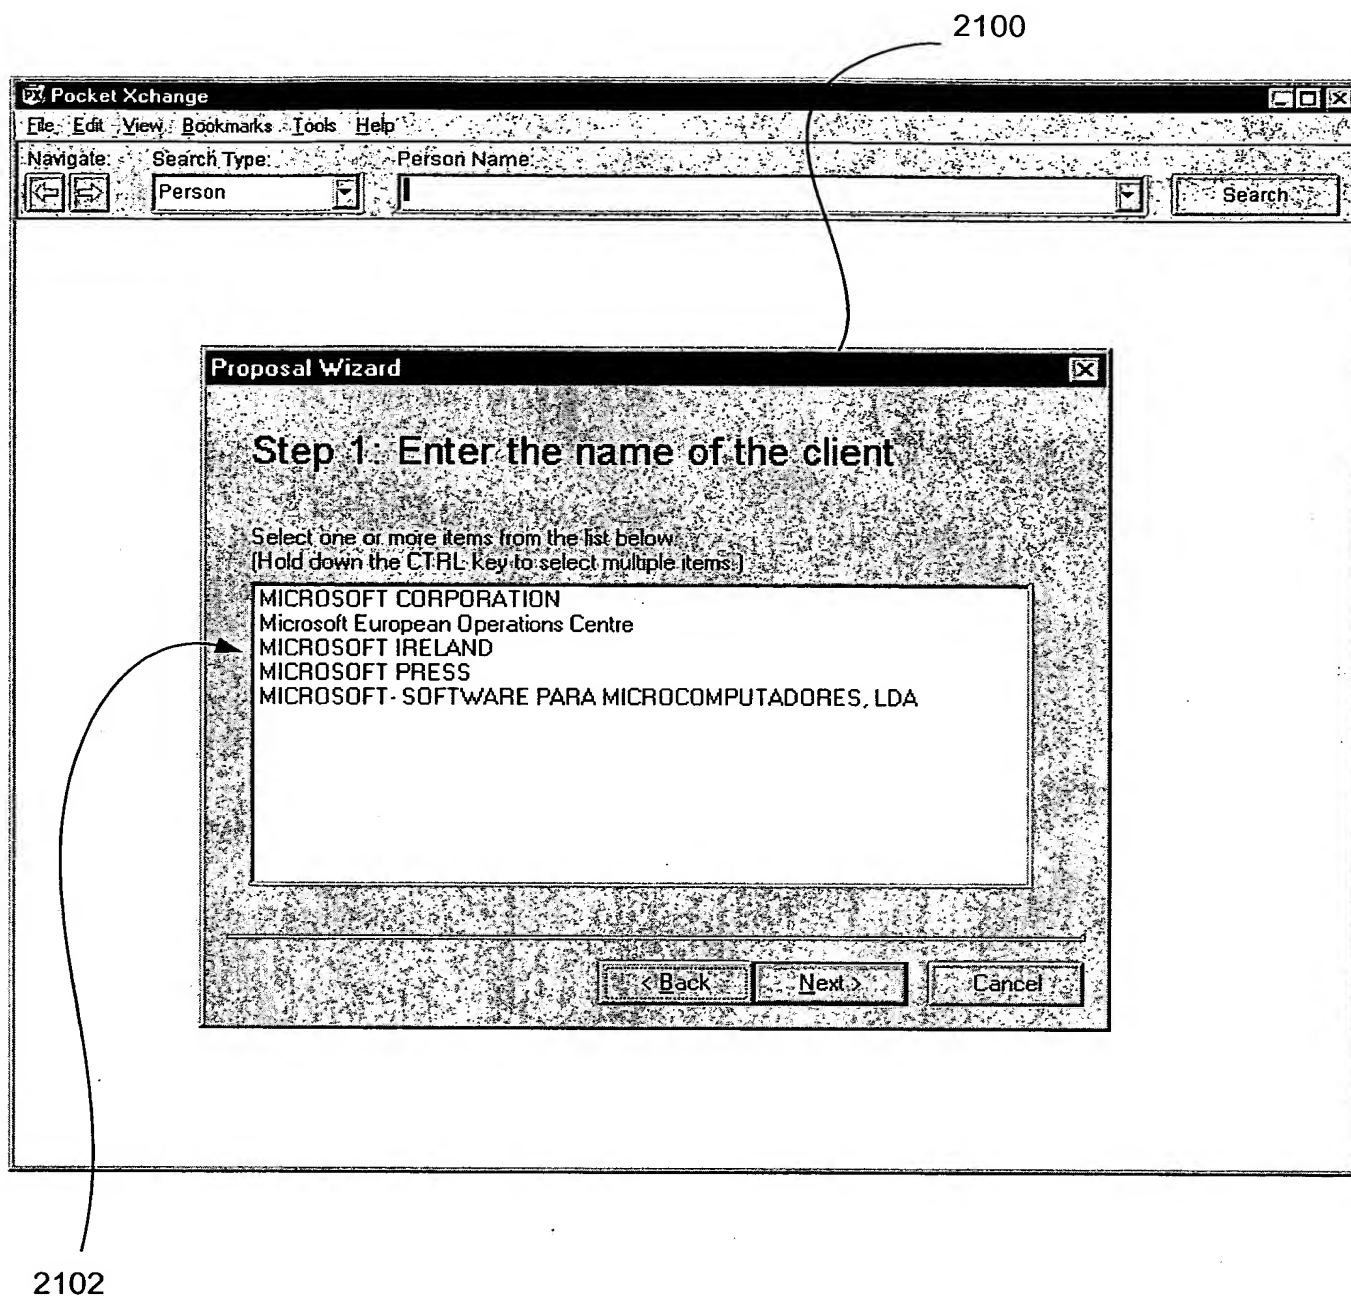 2100
PX Pocket Xchange
File Edit View Bookmarks Tools Help
Navigate: Search Type: Person Name:
Person Search
Proposal Wizard
Step 1: Enter the name of the client
Select one or more items from the list below.
(Hold down the CTRL key to select multiple items.)
MICROSOFT CORPORATION
Microsoft European Operations Centre
MICROSOFT IRELAND
MICROSOFT PRESS
MICROSOFT- SOFTWARE PARA MICROCOMPUTADORES, LDA
< Back Next > Cancel
2102